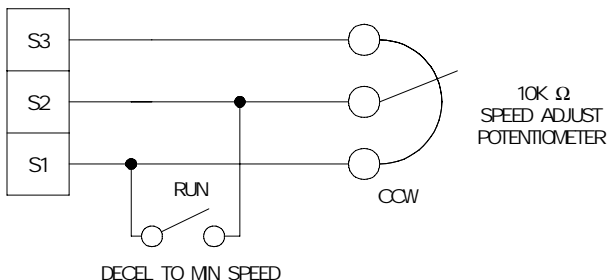 S3
S2
S1
10K Ω
SPEED ADJUST
POTENTIOMETER
RUN
CCW
DECEL TO MIN SPEED